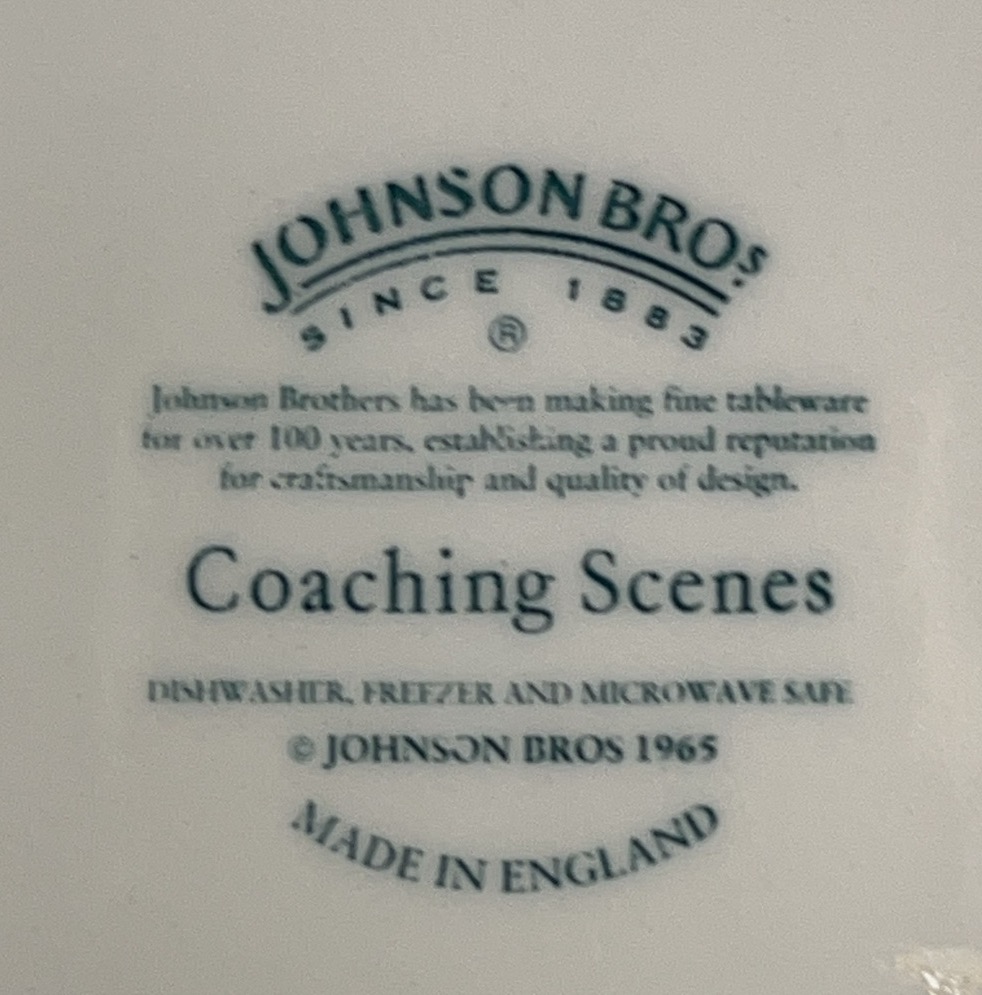 JOHNSON BROS
SINCE 1883
®
Johnson Brothers has been making fine tableware
for over 100 years, establishing a proud reputation
for craftsmanship and quality of design.
Coaching Scenes
DISHWASHER, FREEZER AND MICROWAVE SAFE
© JOHNSON BROS 1965
MADE IN ENGLAND